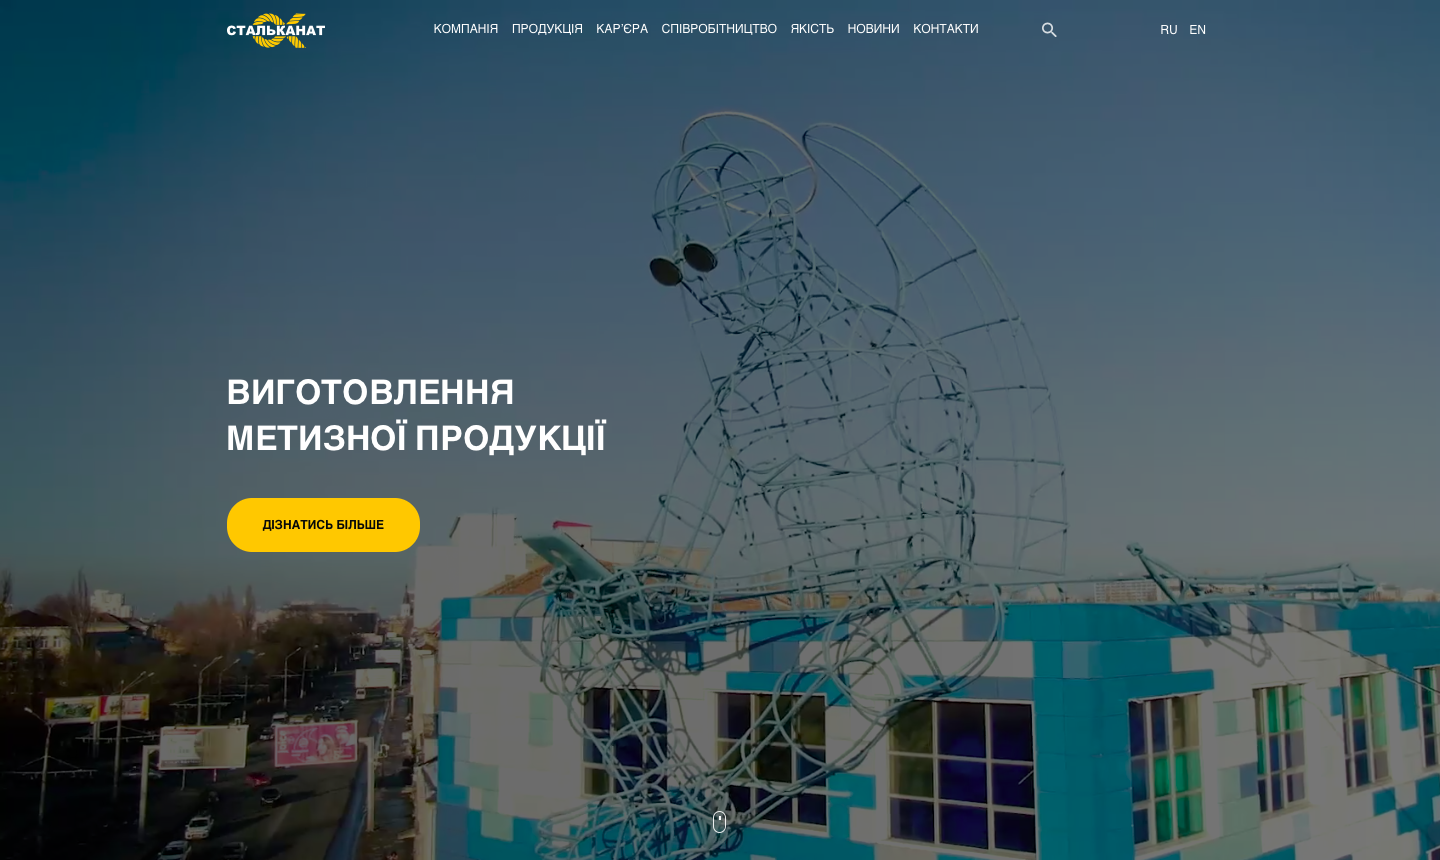 СТАЛЬКАНАТ
КОМПАНІЯ ПРОДУКЦІЯ КАР'ЄРА СПІВРОБІТНИЦТВО ЯКІСТЬ НОВИНИ КОНТАКТИ
RU EN
ВИГОТОВЛЕННЯ
МЕТИЗНОЇ ПРОДУКЦІЇ
ДІЗНАТИСЬ БІЛЬШЕ